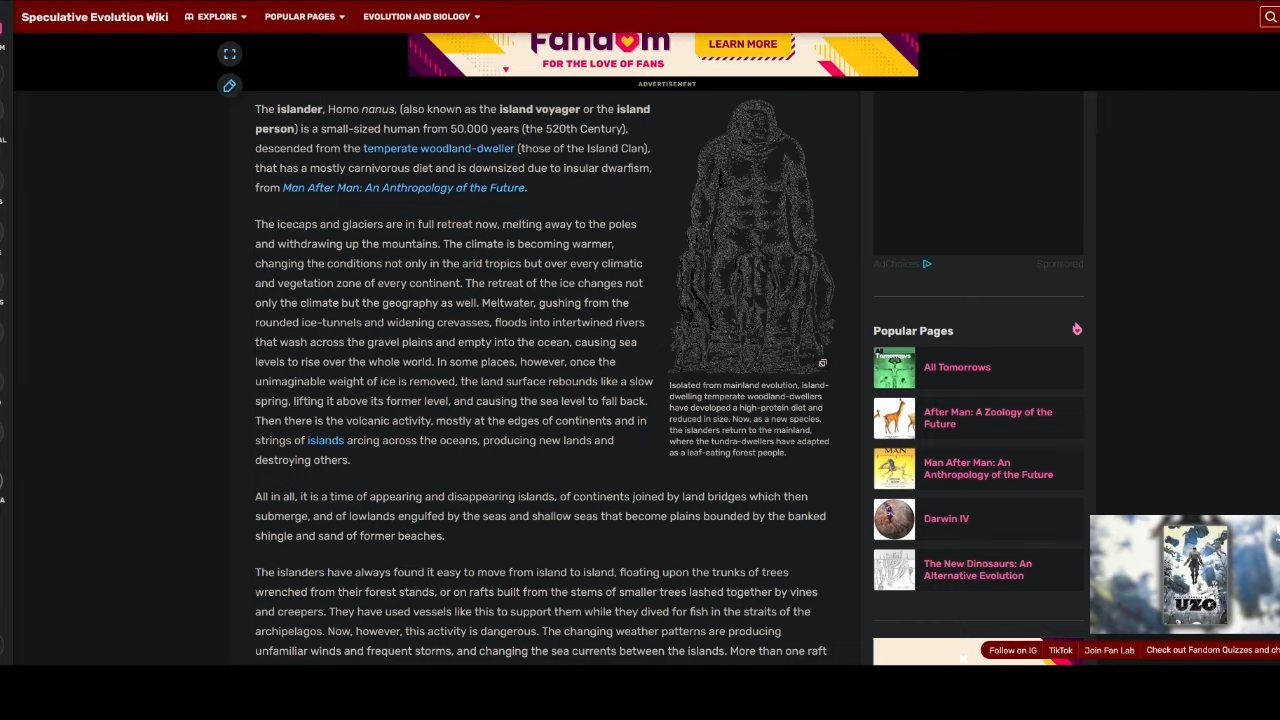 Speculative Evolution Wiki
EXPLORE
POPULAR PAGES
EVOLUTION AND BIOLOGY
Fandom
FOR THE LOVE OF FANS
LEARN MORE
ADVERTISEMENT
The islander, Homo nanus, (also known as the island voyager or the island
person) is a small-sized human from 50,000 years (the 520th Century),
descended from the temperate woodland-dweller (those of the Island Clan),
that has a mostly carnivorous diet and is downsized due to insular dwarfism,
from Man After Man: An Anthropology of the Future.
The icecaps and glaciers are in full retreat now, melting away to the poles
and withdrawing up the mountains. The climate is becoming warmer,
changing the conditions not only in the arid tropics but over every climatic
and vegetation zone of every continent. The retreat of the ice changes not
only the climate but the geography as well. Meltwater, gushing from the
rounded ice-tunnels and widening crevasses, floods into intertwined rivers
that wash across the gravel plains and empty into the ocean, causing sea
levels to rise over the whole world. In some places, however, once the
unimaginable weight of ice is removed, the land surface rebounds like a slow
spring, lifting it above its former level, and causing the sea level to fall back.
Then there is the volcanic activity, mostly at the edges of continents and in
strings of islands arcing across the oceans, producing new lands and
destroying others.
Isolated from mainland evolution, island-
dwelling temperate woodland-dwellers
have developed a high-protein diet and
reduced in size. Now, as a new species,
the islanders return to the mainland,
where the tundra-dwellers have adapted
as a leaf-eating forest people.
All in all, it is a time of appearing and disappearing islands, of continents joined by land bridges which then
submerge, and of lowlands engulfed by the seas and shallow seas that become plains bounded by the banked
shingle and sand of former beaches.
The islanders have always found it easy to move from island to island, floating upon the trunks of trees
wrenched from their forest stands, or on rafts built from the stems of smaller trees lashed together by vines
and creepers. They have used vessels like this to support them while they dived for fish in the straits of the
archipelagos. Now, however, this activity is dangerous. The changing weather patterns are producing
unfamiliar winds and frequent storms, and changing the sea currents between the islands. More than one raft
AdChoices
Sponsored
Popular Pages
Tomorrows
All Tomorrows
After Man: A Zoology of the
Future
MAN
Man After Man: An
Anthropology of the Future
Darwin IV
The New Dinosaurs: An
Alternative Evolution
UZO
Follow on IG
TikTok
Join Fan Lab
Check out Fandom Quizzes and ch